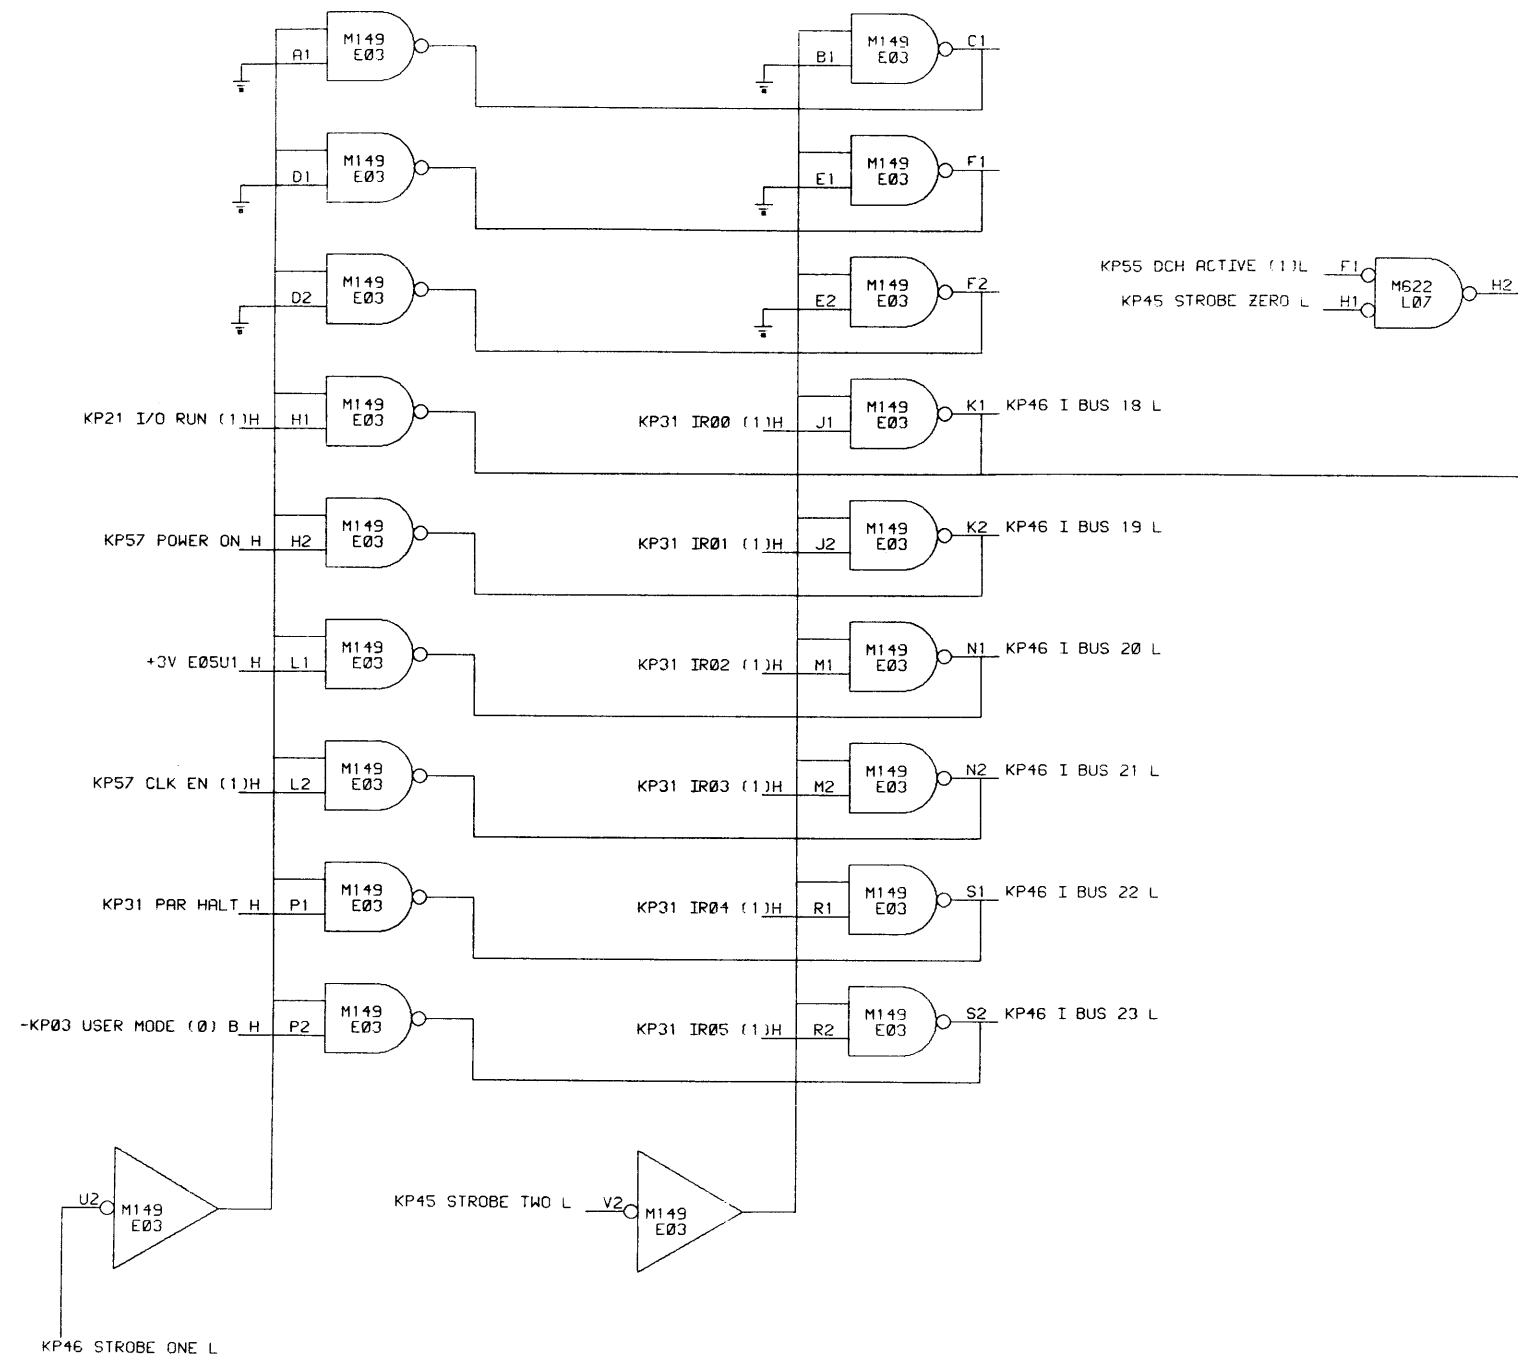 M149 E03
A1
M149 E03
B1
C1
M149 E03
D1
M149 E03
E1
F1
M149 E03
D2
M149 E03
E2
F2
KP55 DCH ACTIVE (1)L F1
KP45 STROBE ZERO L H1
M622 L07
H2
KP21 I/O RUN (1)H H1
M149 E03
KP31 IR00 (1)H J1
M149 E03
K1 KP46 I BUS 18 L
KP57 POWER ON H H2
M149 E03
KP31 IR01 (1)H J2
M149 E03
K2 KP46 I BUS 19 L
+3V E05U1 H L1
M149 E03
KP31 IR02 (1)H M1
M149 E03
N1 KP46 I BUS 20 L
KP57 CLK EN (1)H L2
M149 E03
KP31 IR03 (1)H M2
M149 E03
N2 KP46 I BUS 21 L
KP31 PAR HALT H P1
M149 E03
KP31 IR04 (1)H R1
M149 E03
S1 KP46 I BUS 22 L
-KP03 USER MODE (0) B H P2
M149 E03
KP31 IR05 (1)H R2
M149 E03
S2 KP46 I BUS 23 L
U2
M149 E03
KP45 STROBE TWO L V2
M149 E03
KP46 STROBE ONE L